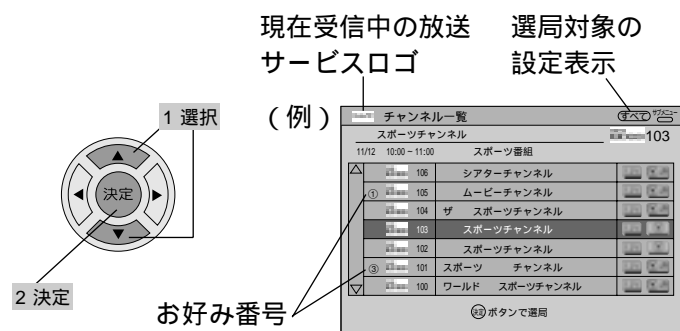 現在受信中の放送
サービスロゴ
選局対象の
設定表示
1 選択
決定
2 決定
(例)
チャンネル一覧
すべて サブメニュー
スポーツチャンネル
103
11/12 10:00 – 11:00 スポーツ番組
106 シアターチャンネル
① 105 ムービーチャンネル
104 ザ スポーツチャンネル
103 スポーツチャンネル
102 スポーツチャンネル
③ 101 スポーツ チャンネル
100 ワールド スポーツチャンネル
決定 ボタンで選局
お好み番号